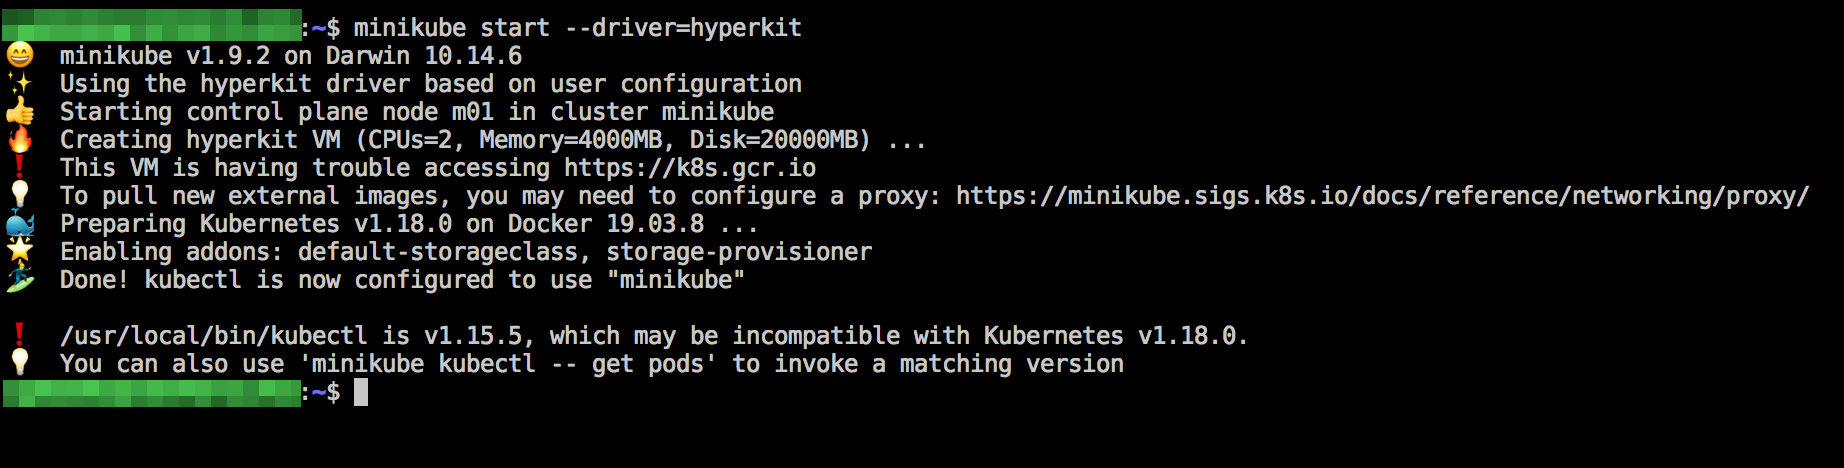 :~$ minikube start --driver=hyperkit
minikube v1.9.2 on Darwin 10.14.6
Using the hyperkit driver based on user configuration
Starting control plane node m01 in cluster minikube
Creating hyperkit VM (CPUs=2, Memory=4000MB, Disk=20000MB) ...
This VM is having trouble accessing https://k8s.gcr.io
To pull new external images, you may need to configure a proxy: https://minikube.sigs.k8s.io/docs/reference/networking/proxy/
Preparing Kubernetes v1.18.0 on Docker 19.03.8 ...
Enabling addons: default-storageclass, storage-provisioner
Done! kubectl is now configured to use "minikube"
/usr/local/bin/kubectl is v1.15.5, which may be incompatible with Kubernetes v1.18.0.
You can also use 'minikube kubectl -- get pods' to invoke a matching version
:~$